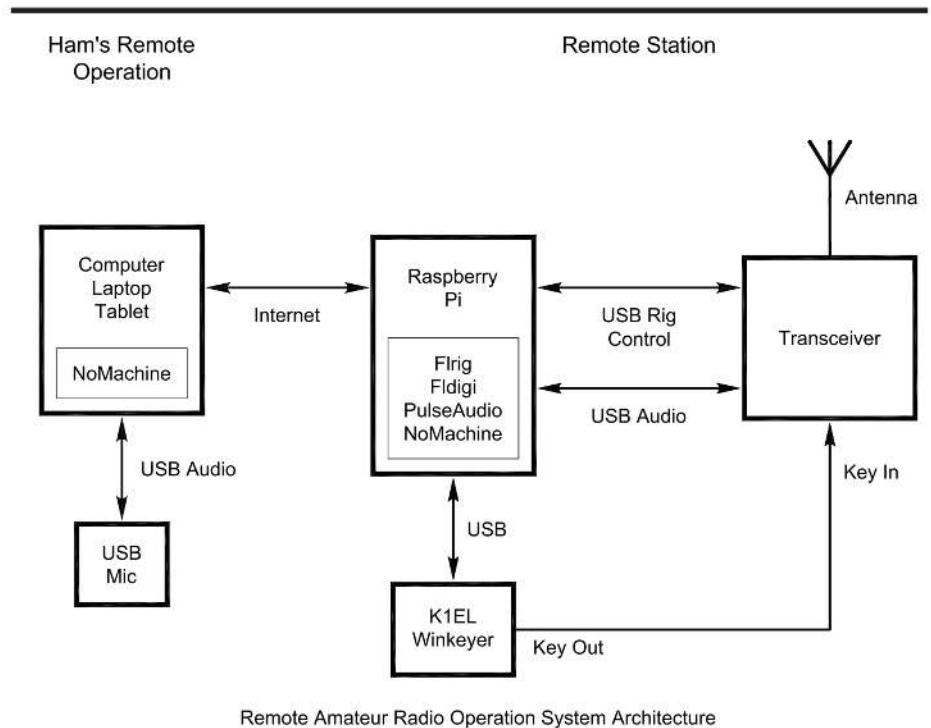 Ham's Remote
Operation
Remote Station
Antenna
Computer
Laptop
Tablet
NoMachine
Internet
Raspberry
Pi
Flrig
Fldigi
PulseAudio
NoMachine
USB Rig
Control
USB Audio
Transceiver
USB Audio
USB
Mic
USB
K1EL
Winkeyer
Key Out
Key In
Remote Amateur Radio Operation System Architecture